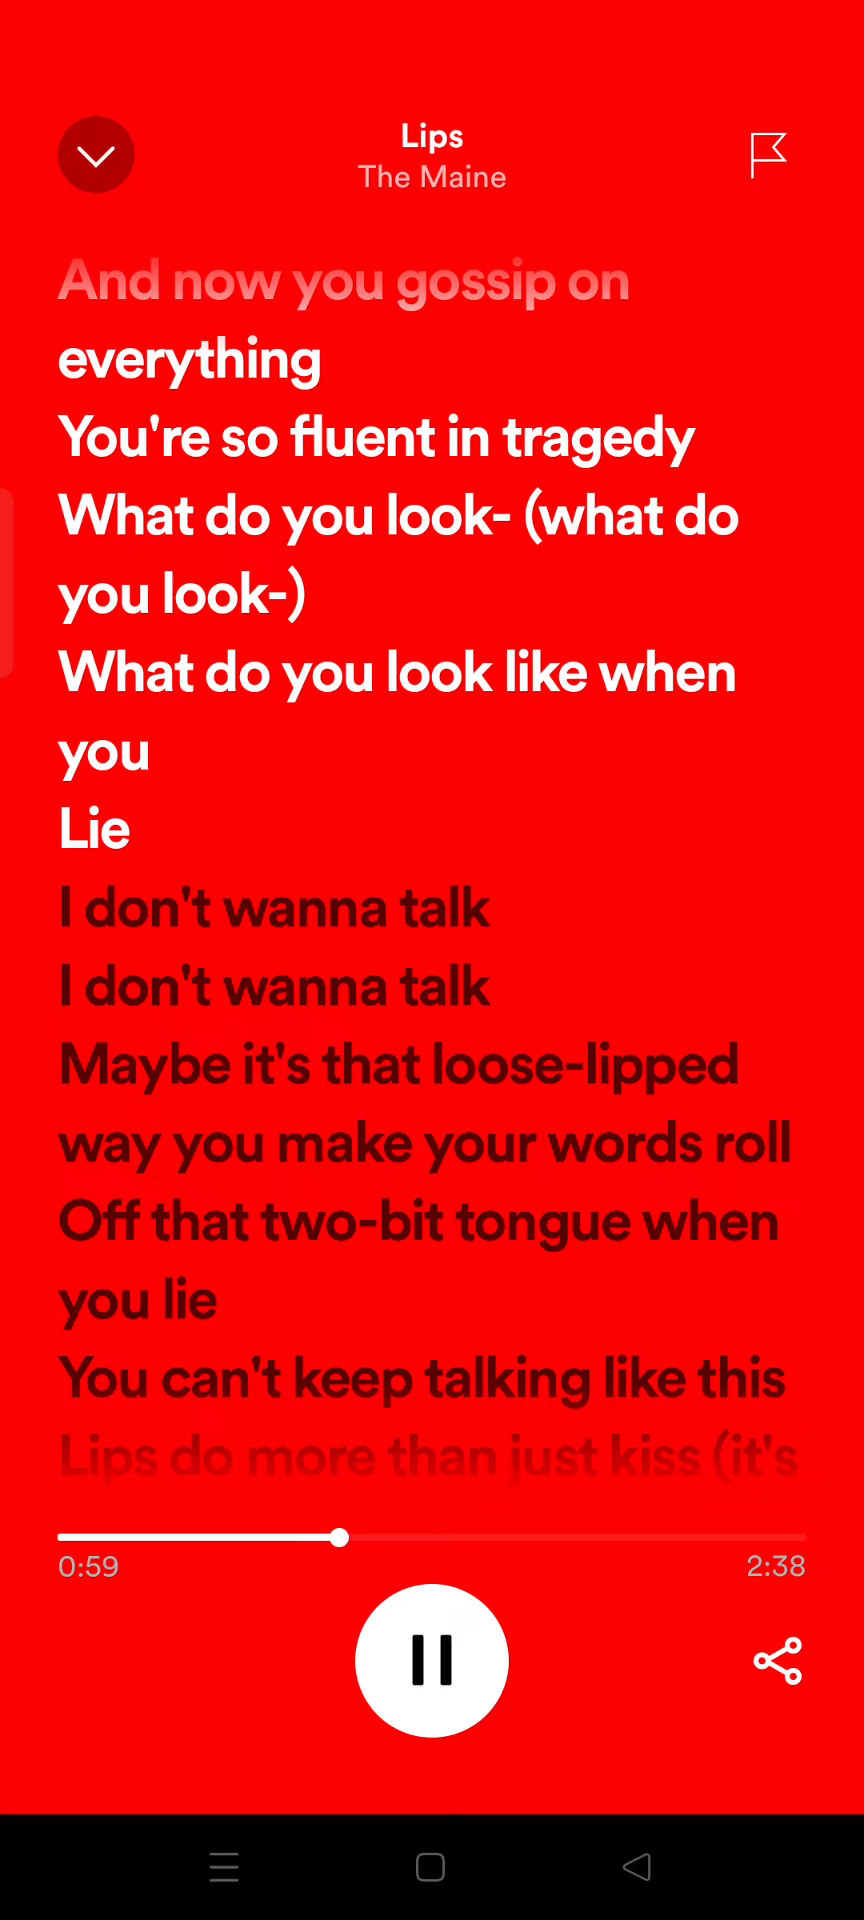 Lips
The Maine
And now you gossip on
everything
You're so fluent in tragedy
What do you look- (what do
you look-)
What do you look like when
you
Lie
I don't wanna talk
I don't wanna talk
Maybe it's that loose-lipped
way you make your words roll
Off that two-bit tongue when
you lie
You can't keep talking like this
Lips do more than just kiss (it's
0:59
2:38